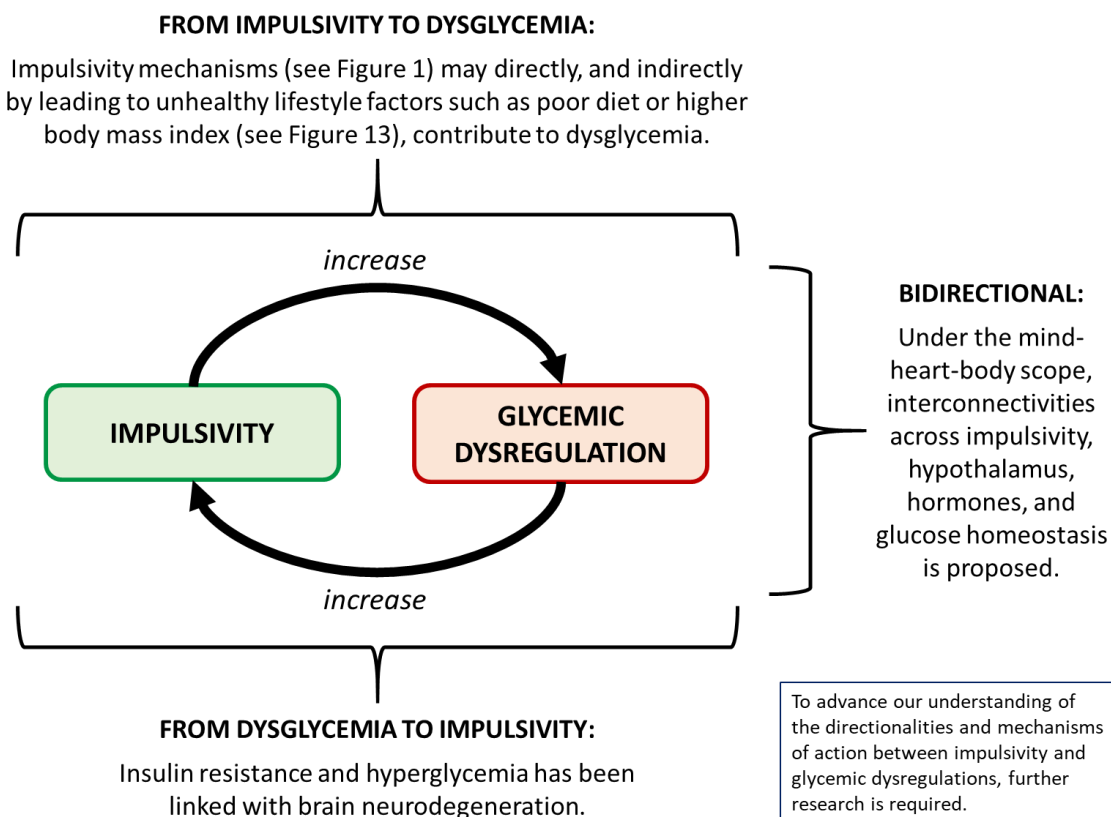 FROM IMPULSIVITY TO DYSGLYCEMIA:
Impulsivity mechanisms (see Figure 1) may directly, and indirectly
by leading to unhealthy lifestyle factors such as poor diet or higher
body mass index (see Figure 13), contribute to dysglycemia.
increase
IMPULSIVITY
GLYCEMIC
DYSREGULATION
increase
BIDIRECTIONAL:
Under the mind-
heart-body scope,
interconnectivities
across impulsivity,
hypothalamus,
hormones, and
glucose homeostasis
is proposed.
FROM DYSGLYCEMIA TO IMPULSIVITY:
Insulin resistance and hyperglycemia has been
linked with brain neurodegeneration.
To advance our understanding of
the directionalities and mechanisms
of action between impulsivity and
glycemic dysregulations, further
research is required.